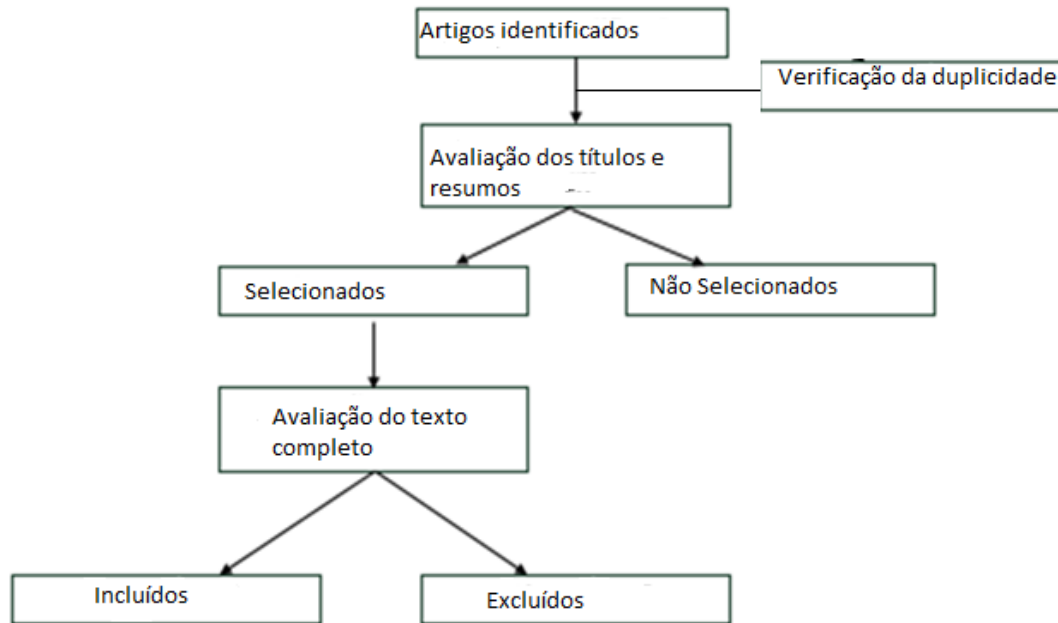 Artigos identificados
Verificação da duplicidade
Avaliação dos títulos e
resumos
Selecionados
Não Selecionados
Avaliação do texto
completo
Incluídos
Excluídos